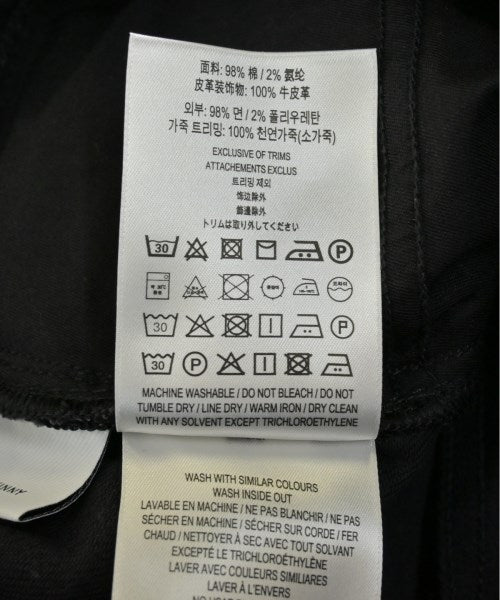 面料: 98% 棉 / 2% 氨纶
皮革装饰物: 100% 牛皮革
외부: 98% 면 / 2% 폴리우레탄
가죽 트리밍: 100% 천연가죽(소가죽)
EXCLUSIVE OF TRIMS
ATTACHEMENTS EXCLUS
트리밍 제외
饰边除外
飾邊除外
トリムは取り外してください
30 P
30
30 P
MACHINE WASHABLE / DO NOT BLEACH / DO NOT
TUMBLE DRY / LINE DRY / WARM IRON / DRY CLEAN
WITH ANY SOLVENT EXCEPT TRICHLOROETHYLENE
WASH WITH SIMILAR COLOURS
WASH INSIDE OUT
LAVABLE EN MACHINE / NE PAS BLANCHIR / NE PAS
SÉCHER EN MACHINE / SÉCHER SUR CORDE / FER
CHAUD / NETTOYER À SEC AVEC TOUT SOLVANT
EXCEPTÉ LE TRICHLOROÉTHYLÈNE
LAVER AVEC COULEURS SIMILIARES
LAVER À L'ENVERS